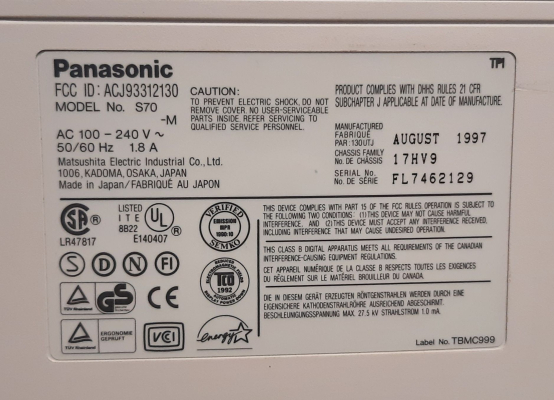 TPI
Panasonic
FCC ID: ACJ93312130
MODEL No. S70
-M
AC 100 - 240 V ~
50/60 Hz 1.8 A
Matsushita Electric Industrial Co., Ltd.
1006, KADOMA, OSAKA, JAPAN
Made in Japan/FABRIQUÉ AU JAPON
CAUTION:
TO PREVENT ELECTRIC SHOCK, DO NOT
REMOVE COVER. NO USER-SERVICEABLE
PARTS INSIDE. REFER SERVICING TO
QUALIFIED SERVICE PERSONNEL.
PRODUCT COMPLIES WITH DHHS RULES 21 CFR
SUBCHAPTER J APPLICABLE AT DATE OF MANUFACTURE.
MANUFACTURED
FABRIQUÉ
PAR:130UTJ
AUGUST 1997
CHASSIS FAMILY
No. DE CHÂSSIS
17HV9
SERIAL No.
No. DE SÉRIE
FL7462129
SA
LR47817
LISTED
I T E
8B22
UL
E140407
VERIFIED
EMISSION
MPR
1990:10
SEMKO
S D N FI
TCO
1992
TÜV Rheinland
GS
CE
TÜV Rheinland
ERGONOMIE
GEPRÜFT
VCCI
energy
THIS DEVICE COMPLIES WITH PART 15 OF THE FCC RULES. OPERATION IS SUBJECT TO
THE FOLLOWING TWO CONDITIONS: (1) THIS DEVICE MAY NOT CAUSE HARMFUL
INTERFERENCE, AND (2) THIS DEVICE MUST ACCEPT ANY INTERFERENCE RECEIVED,
INCLUDING INTERFERENCE THAT MAY CAUSE UNDESIRED OPERATION.
THIS CLASS B DIGITAL APPARATUS MEETS ALL REQUIREMENTS OF THE CANADIAN
INTERFERENCE-CAUSING EQUIPMENT REGULATIONS.
CET APPAREIL NUMÉRIQUE DE LA CLASSE B RESPECTE TOUTES LES EXIGENCES
DU RÈGLEMENT SUR LE MATÉRIEL BROUILLEUR DU CANADA.
DIE IN DIESEM GERÄT ERZEUGTEN RÖNTGENSTRAHLEN WERDEN DURCH EINE
EIGENSICHERE KATHODENSTRAHLRÖHRE AUSREICHEND ABGESCHIRMT.
BESCHLEUNIGUNGSSPANNUNG MAX. 27.5 kV STRAHLSTROM 1.0 mA.
Label No. TBMC999